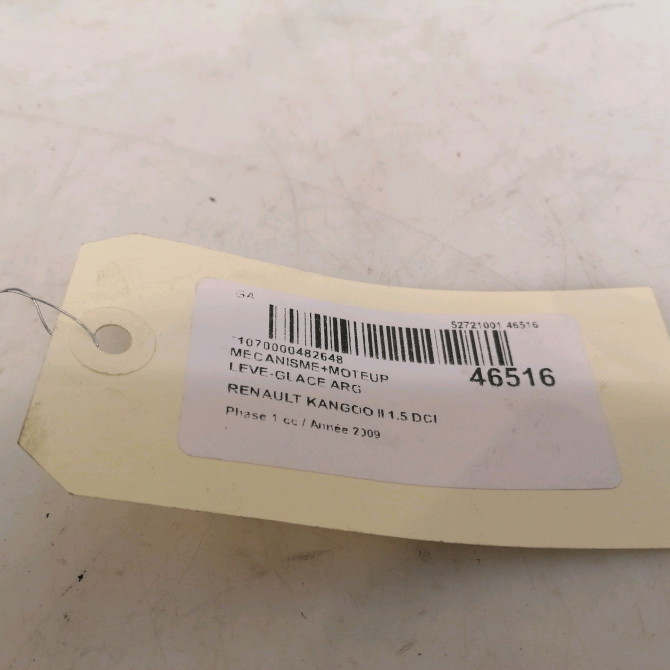 GA
52721001 46516
*1070000482648
46516
MECANISME+MOTEUR
LEVE-GLACE ARG
RENAULT KANGOO II 1.5 DCI
Phase 1 cc / Année 2009